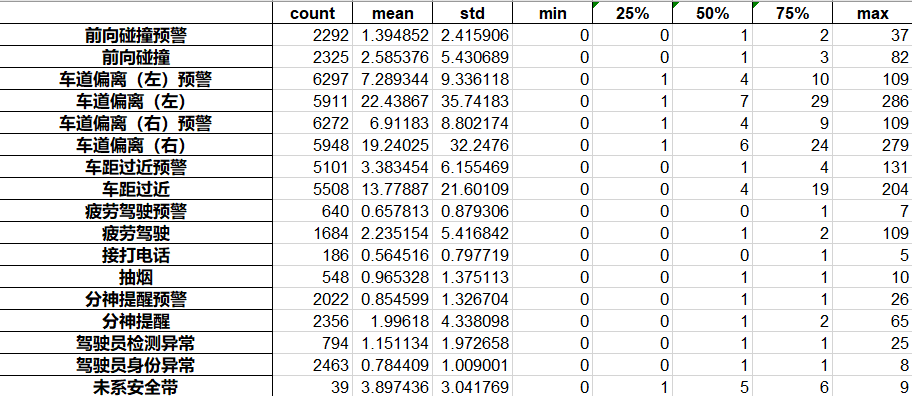 count mean std min 25% 50% 75% max
前向碰撞预警 2292 1.394852 2.415906 0 0 1 2 37
前向碰撞 2325 2.585376 5.430689 0 0 1 3 82
车道偏离（左）预警 6297 7.289344 9.336118 0 1 4 10 109
车道偏离（左） 5911 22.43867 35.74183 0 1 7 29 286
车道偏离（右）预警 6272 6.91183 8.802174 0 1 4 9 109
车道偏离（右） 5948 19.24025 32.2476 0 1 6 24 279
车距过近预警 5101 3.383454 6.155469 0 0 1 4 131
车距过近 5508 13.77887 21.60109 0 0 4 19 204
疲劳驾驶预警 640 0.657813 0.879306 0 0 0 1 7
疲劳驾驶 1684 2.235154 5.416842 0 0 1 2 109
接打电话 186 0.564516 0.797719 0 0 0 1 5
抽烟 548 0.965328 1.375113 0 0 1 1 10
分神提醒预警 2022 0.854599 1.326704 0 0 1 1 26
分神提醒 2356 1.99618 4.338098 0 0 1 2 65
驾驶员检测异常 794 1.151134 1.972658 0 0 1 1 25
驾驶员身份异常 2463 0.784409 1.009001 0 0 1 1 8
未系安全带 39 3.897436 3.041769 0 1 5 6 9